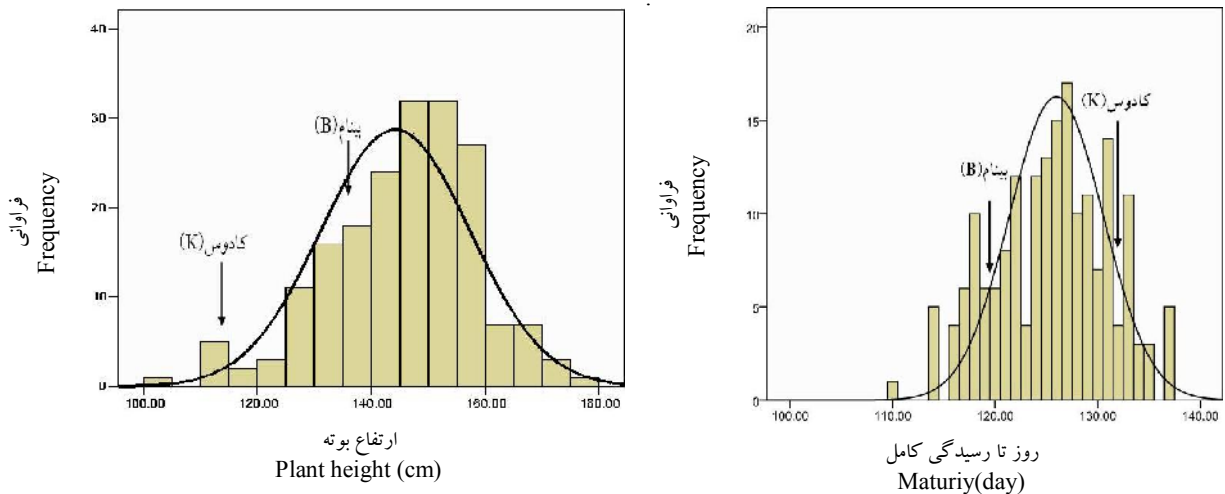 40
30
20
10
0
فراوانی
Frequency
کادوس(K)
بینام(B)
100.00 120.00 140.00 160.00 180.00
ارتفاع بوته
Plant height (cm)
20
15
10
5
0
فراوانی
Frequency
بینام(B)
کادوس(K)
100.00 110.00 120.00 130.00 140.00
روز تا رسیدگی کامل
Maturiy(day)